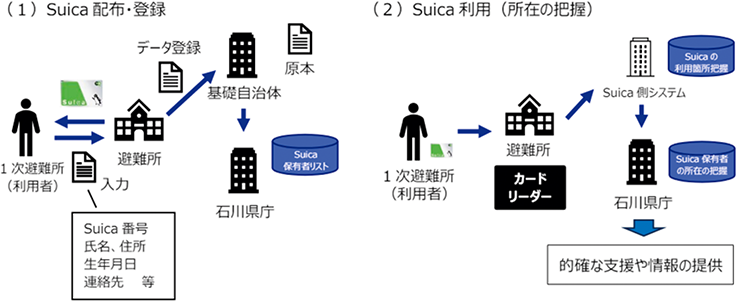 （１）Suica 配布・登録
データ登録
原本
基礎自治体
Suica
避難所
１次避難所
（利用者）
入力
Suica
保有者リスト
石川県庁
Suica 番号
氏名、住所
生年月日
連絡先　等
（２）Suica 利用（所在の把握）
Suica の
利用箇所把握
Suica 側システム
１次避難所
（利用者）
避難所
カード
リーダー
Suica 保有者
の所在の把握
石川県庁
的確な支援や情報の提供